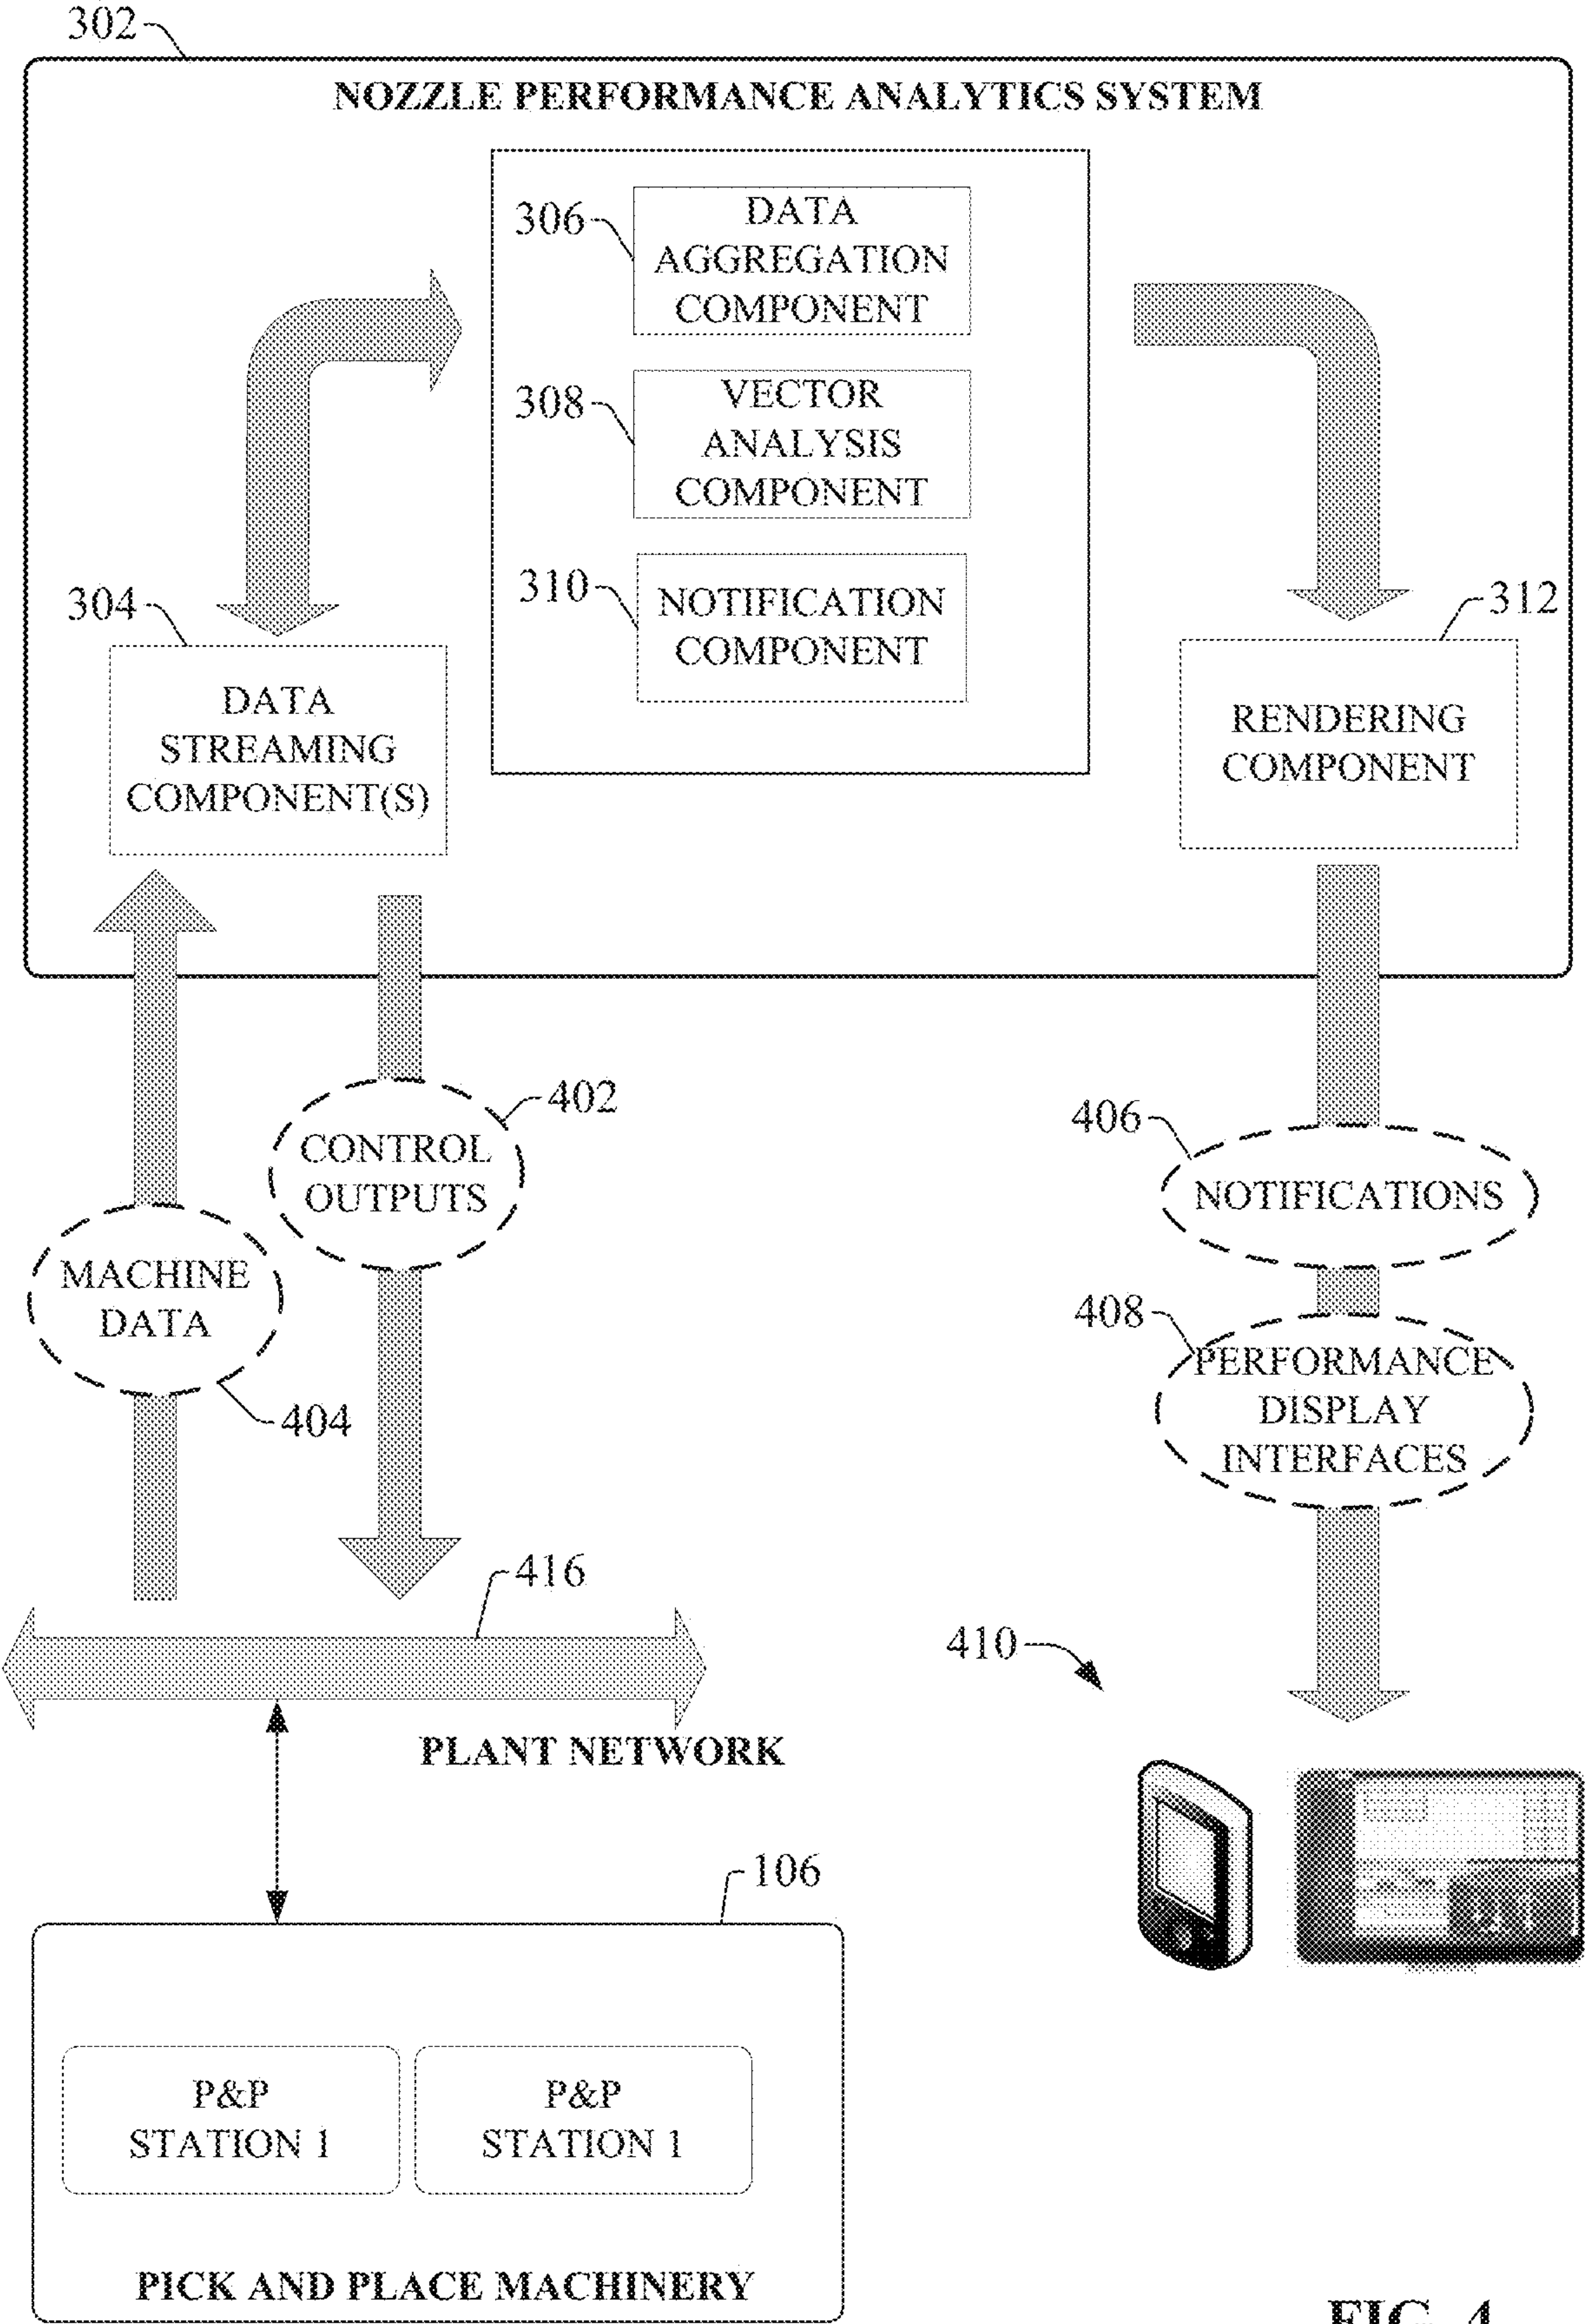 302
NOZZLE PERFORMANCE ANALYTICS SYSTEM
306
DATA
AGGREGATION
COMPONENT
308
VECTOR
ANALYSIS
COMPONENT
310
NOTIFICATION
COMPONENT
304
DATA
STREAMING
COMPONENT(S)
312
RENDERING
COMPONENT
402
CONTROL
OUTPUTS
MACHINE
DATA
404
406
NOTIFICATIONS
408
PERFORMANCE
DISPLAY
INTERFACES
416
PLANT NETWORK
410
106
P&P
STATION 1
P&P
STATION 1
PICK AND PLACE MACHINERY
FIG. 4